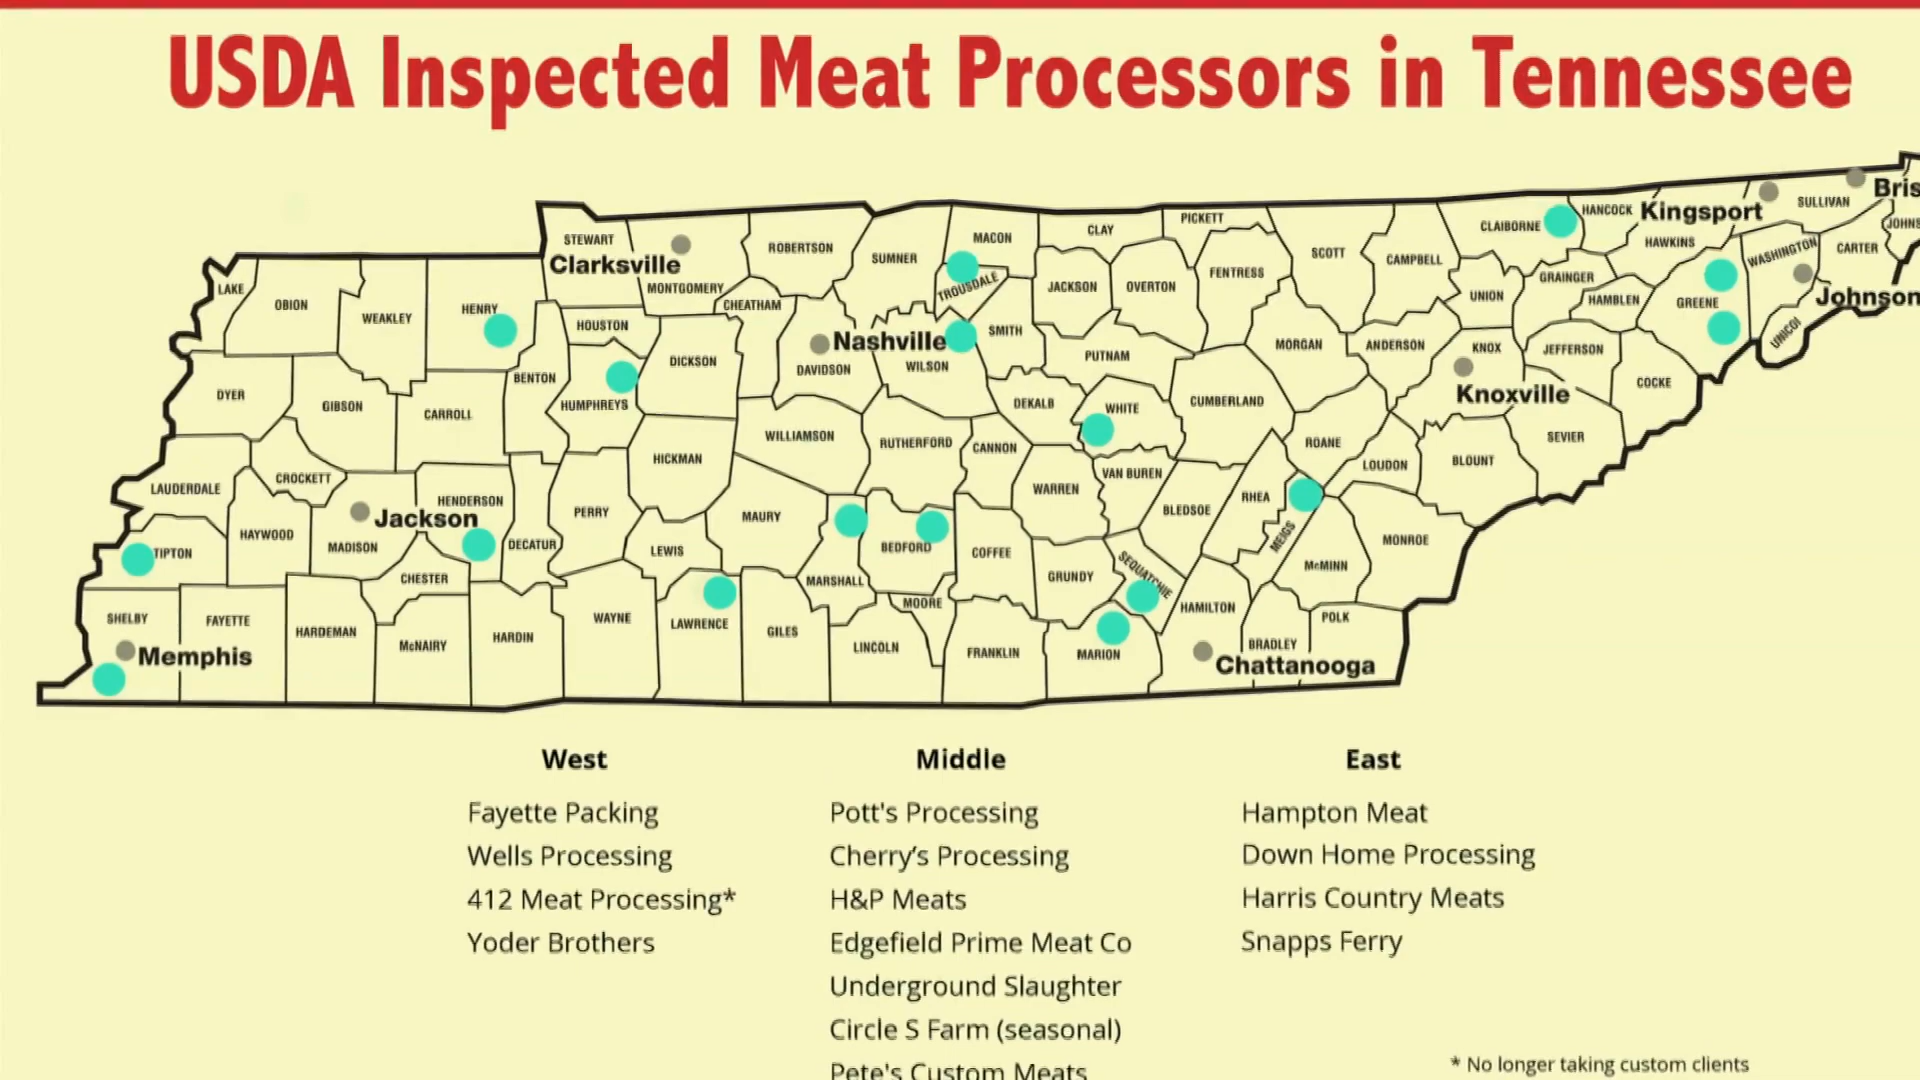 USDA Inspected Meat Processors in Tennessee
LAKE
OBION
WEAKLEY
HENRY
STEWART
Clarksville
MONTGOMERY
ROBERTSON
SUMNER
MACON
TROUSDALE
CLAY
PICKETT
JACKSON
OVERTON
FENTRESS
SCOTT
CAMPBELL
CLAIBORNE
HANCOCK
Kingsport
HAWKINS
SULLIVAN
Bris
JOHNS
CARTER
WASHINGTON
Johnson
UNICOI
GREENE
HAMBLEN
GRAINGER
UNION
HOUSTON
CHEATHAM
DICKSON
Nashville
DAVIDSON
WILSON
SMITH
PUTNAM
MORGAN
ANDERSON
KNOX
Knoxville
JEFFERSON
COCKE
DYER
GIBSON
CARROLL
BENTON
HUMPHREYS
WILLIAMSON
RUTHERFORD
CANNON
DEKALB
WHITE
CUMBERLAND
ROANE
LOUDON
BLOUNT
SEVIER
LAUDERDALE
CROCKETT
HAYWOOD
Jackson
MADISON
HENDERSON
DECATUR
PERRY
HICKMAN
LEWIS
MAURY
BEDFORD
COFFEE
WARREN
VAN BUREN
BLEDSOE
RHEA
MEIGS
McMINN
MONROE
TIPTON
SHELBY
Memphis
FAYETTE
HARDEMAN
CHESTER
McNAIRY
HARDIN
WAYNE
LAWRENCE
GILES
MARSHALL
MOORE
LINCOLN
FRANKLIN
GRUNDY
SEQUATCHIE
MARION
HAMILTON
Chattanooga
BRADLEY
POLK
West
Fayette Packing
Wells Processing
412 Meat Processing*
Yoder Brothers
Middle
Pott's Processing
Cherry’s Processing
H&P Meats
Edgefield Prime Meat Co
Underground Slaughter
Circle S Farm (seasonal)
Pete's Custom Meats
East
Hampton Meat
Down Home Processing
Harris Country Meats
Snapps Ferry
* No longer taking custom clients